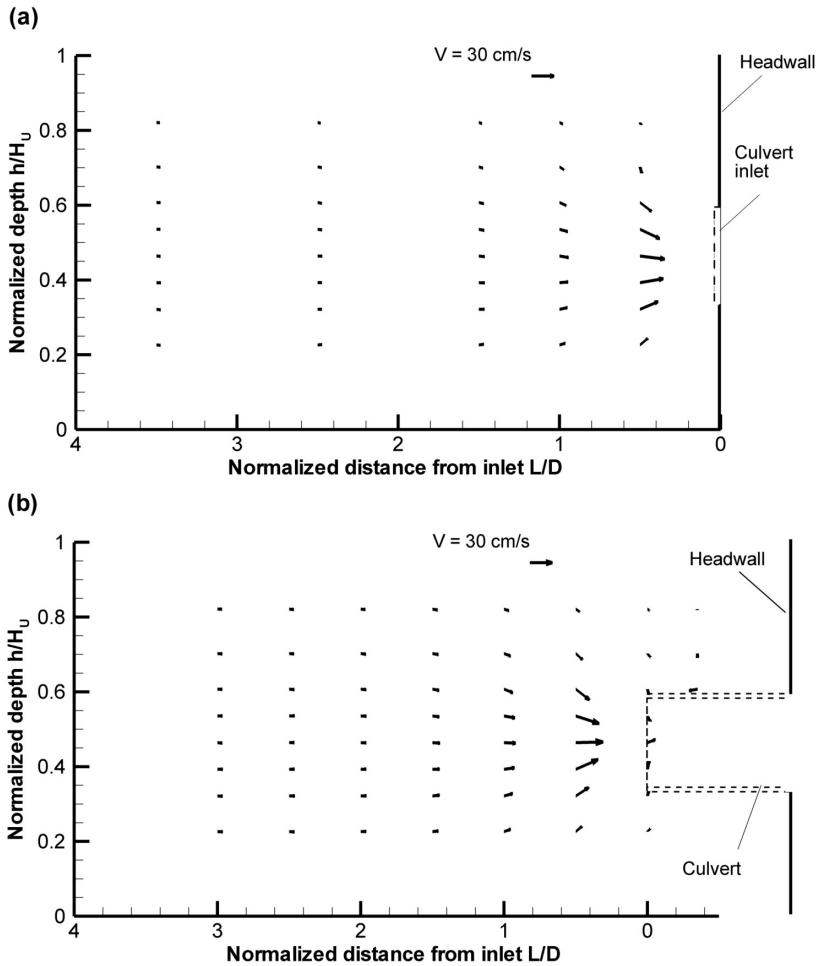 (a)
V = 30 cm/s
Headwall
Culvert
inlet
Normalized depth h/HU
1
0.8
0.6
0.4
0.2
0
4
3
2
1
0
Normalized distance from inlet L/D
(b)
V = 30 cm/s
Headwall
Culvert
Normalized depth h/HU
1
0.8
0.6
0.4
0.2
0
4
3
2
1
0
Normalized distance from inlet L/D